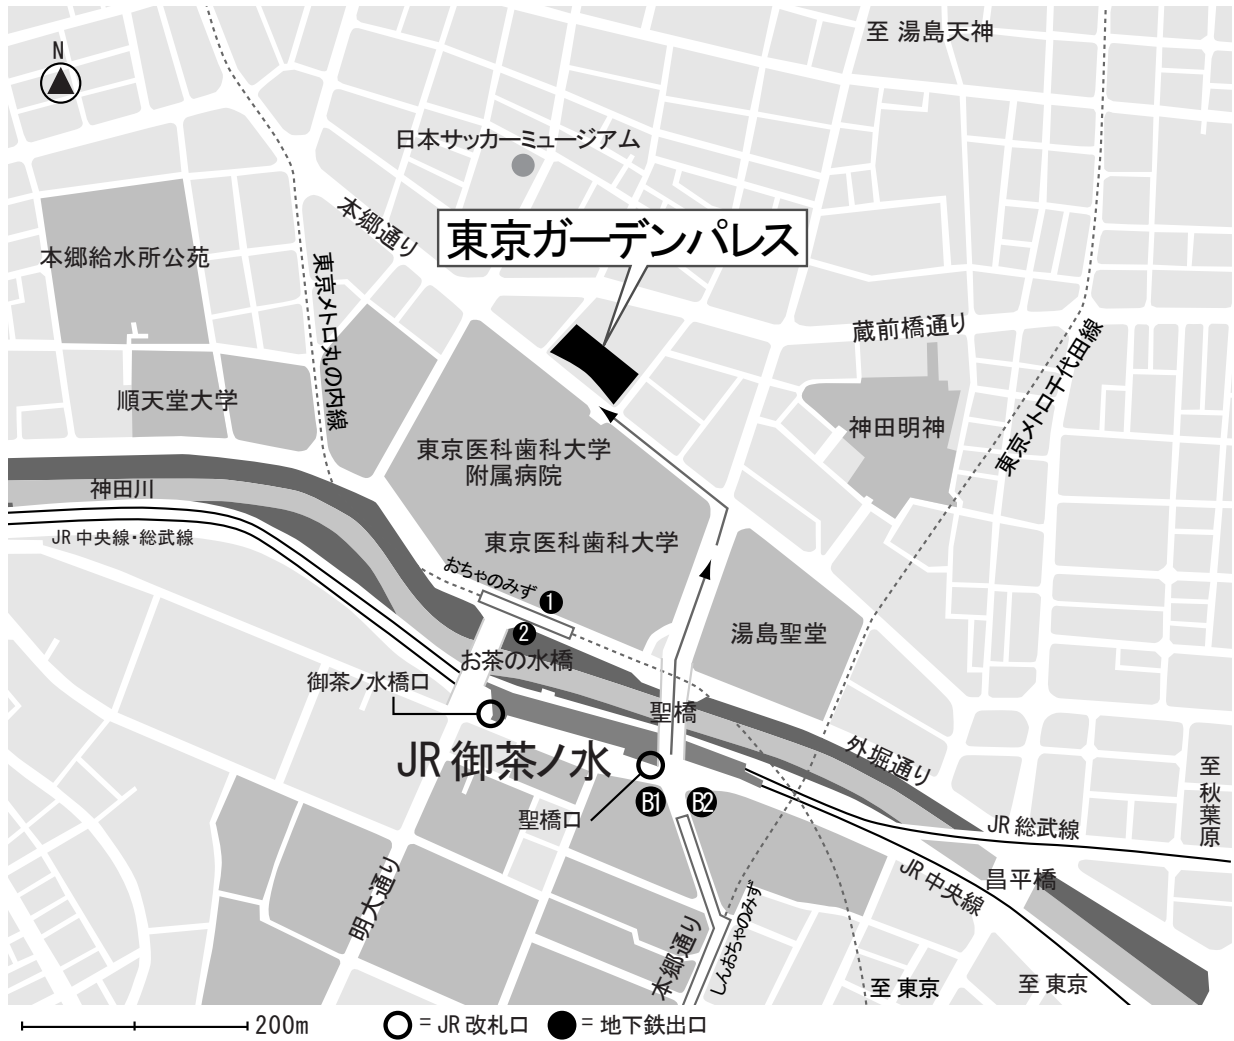 至 湯島天神
N
日本サッカーミュージアム
本郷通り
東京ガーデンパレス
本郷給水所公苑
東京メトロ丸の内線
蔵前橋通り
東京メトロ千代田線
順天堂大学
神田明神
東京医科歯科大学
附属病院
神田川
JR 中央線・総武線
東京医科歯科大学
おちゃのみず
1
2
湯島聖堂
お茶の水橋
御茶ノ水橋口
聖橋
JR 御茶ノ水
外堀通り
至 秋葉原
B1
B2
聖橋口
JR 総武線
JR 中央線
昌平橋
明大通り
本郷通り
しんおちゃのみず
至 東京
至 東京
200m
= JR 改札口
= 地下鉄出口